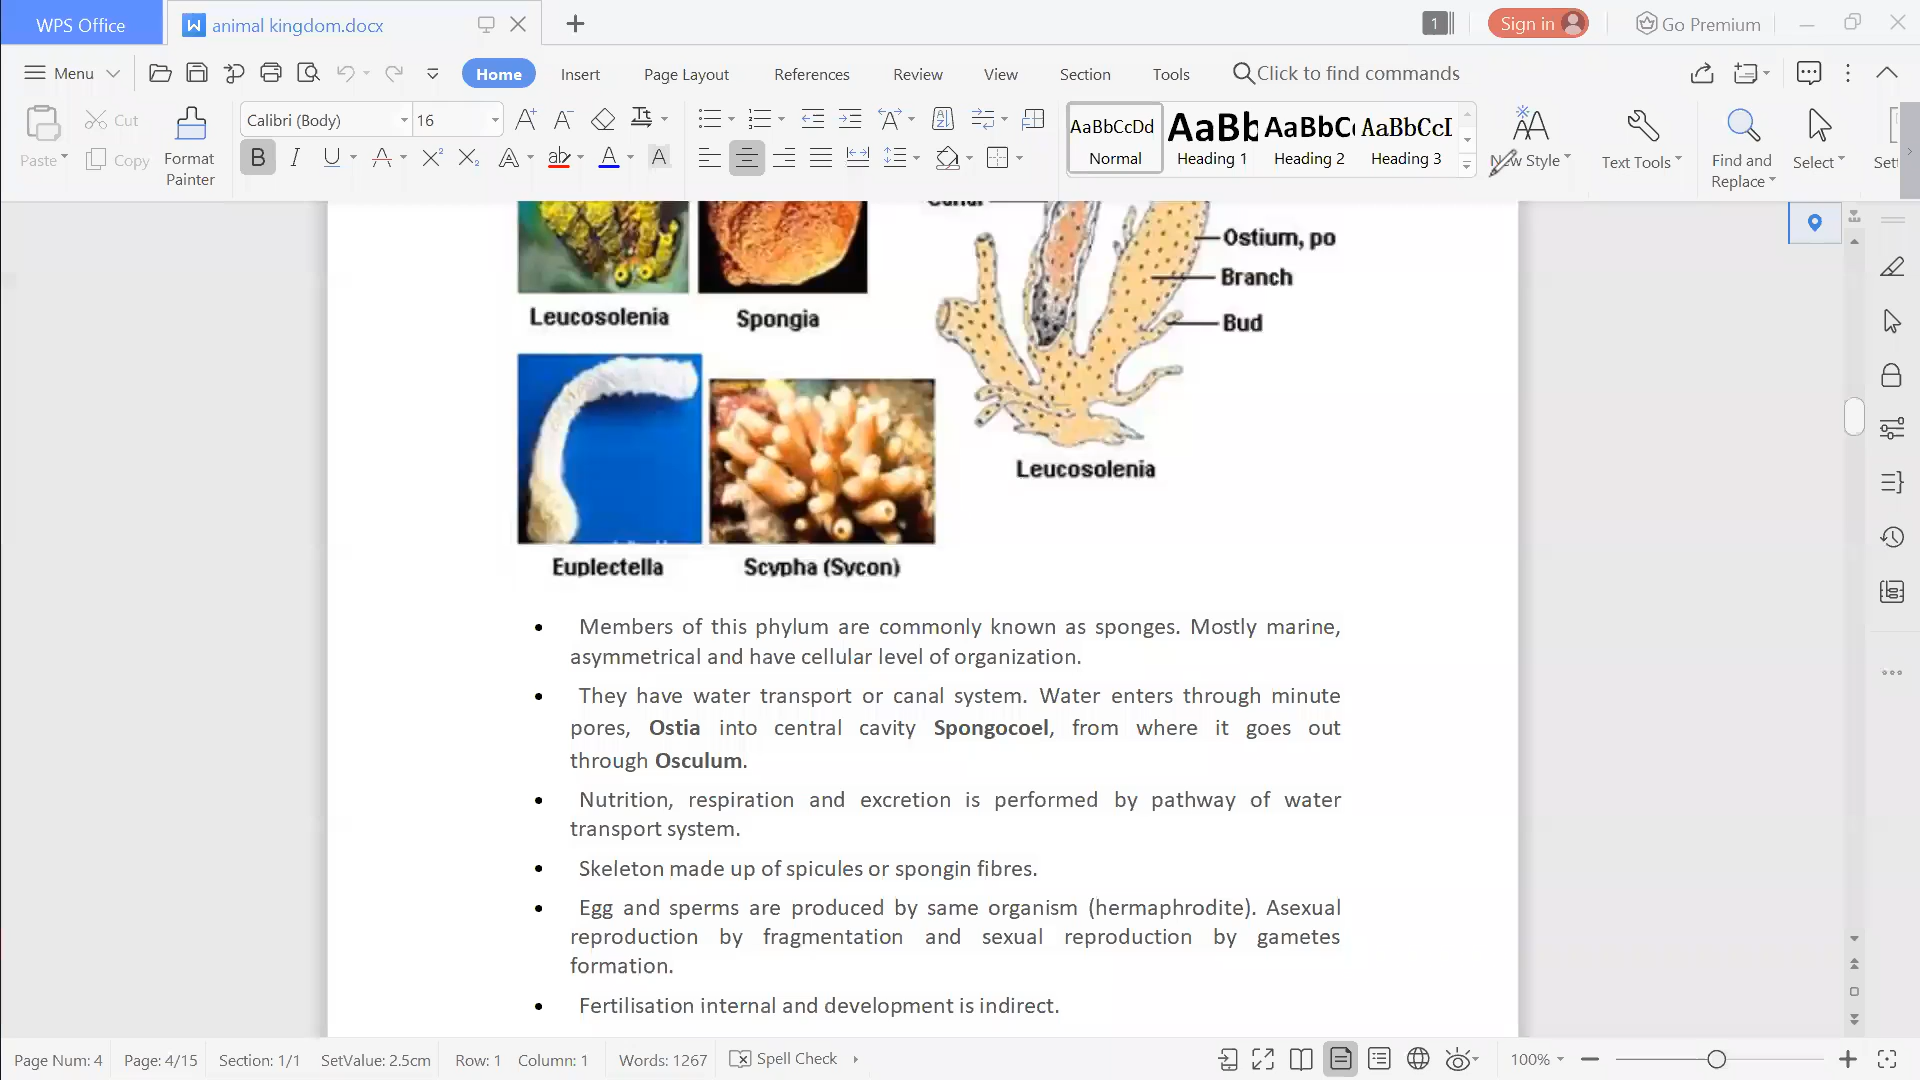 WPS Office
animal kingdom.docx
1
Sign in
Go Premium
Menu
Home
Insert
Page Layout
References
Review
View
Section
Tools
Click to find commands
Paste
Cut
Copy
Format
Painter
Calibri (Body)
16
AaBbCcDd
Normal
AaBb
Heading 1
AaBbC
Heading 2
AaBbCcI
Heading 3
New Style
Text Tools
Find and
Replace
Select
Canal
Ostium, po
Branch
Bud
Leucosolenia
Spongia
Leucosolenia
Euplectella
Scypha (Sycon)
• Members of this phylum are commonly known as sponges. Mostly marine,
asymmetrical and have cellular level of organization.
• They have water transport or canal system. Water enters through minute
pores, Ostia into central cavity Spongocoel, from where it goes out
through Osculum.
• Nutrition, respiration and excretion is performed by pathway of water
transport system.
• Skeleton made up of spicules or spongin fibres.
• Egg and sperms are produced by same organism (hermaphrodite). Asexual
reproduction by fragmentation and sexual reproduction by gametes
formation.
• Fertilisation internal and development is indirect.
Page Num: 4
Page: 4/15
Section: 1/1
SetValue: 2.5cm
Row: 1
Column: 1
Words: 1267
Spell Check
100%